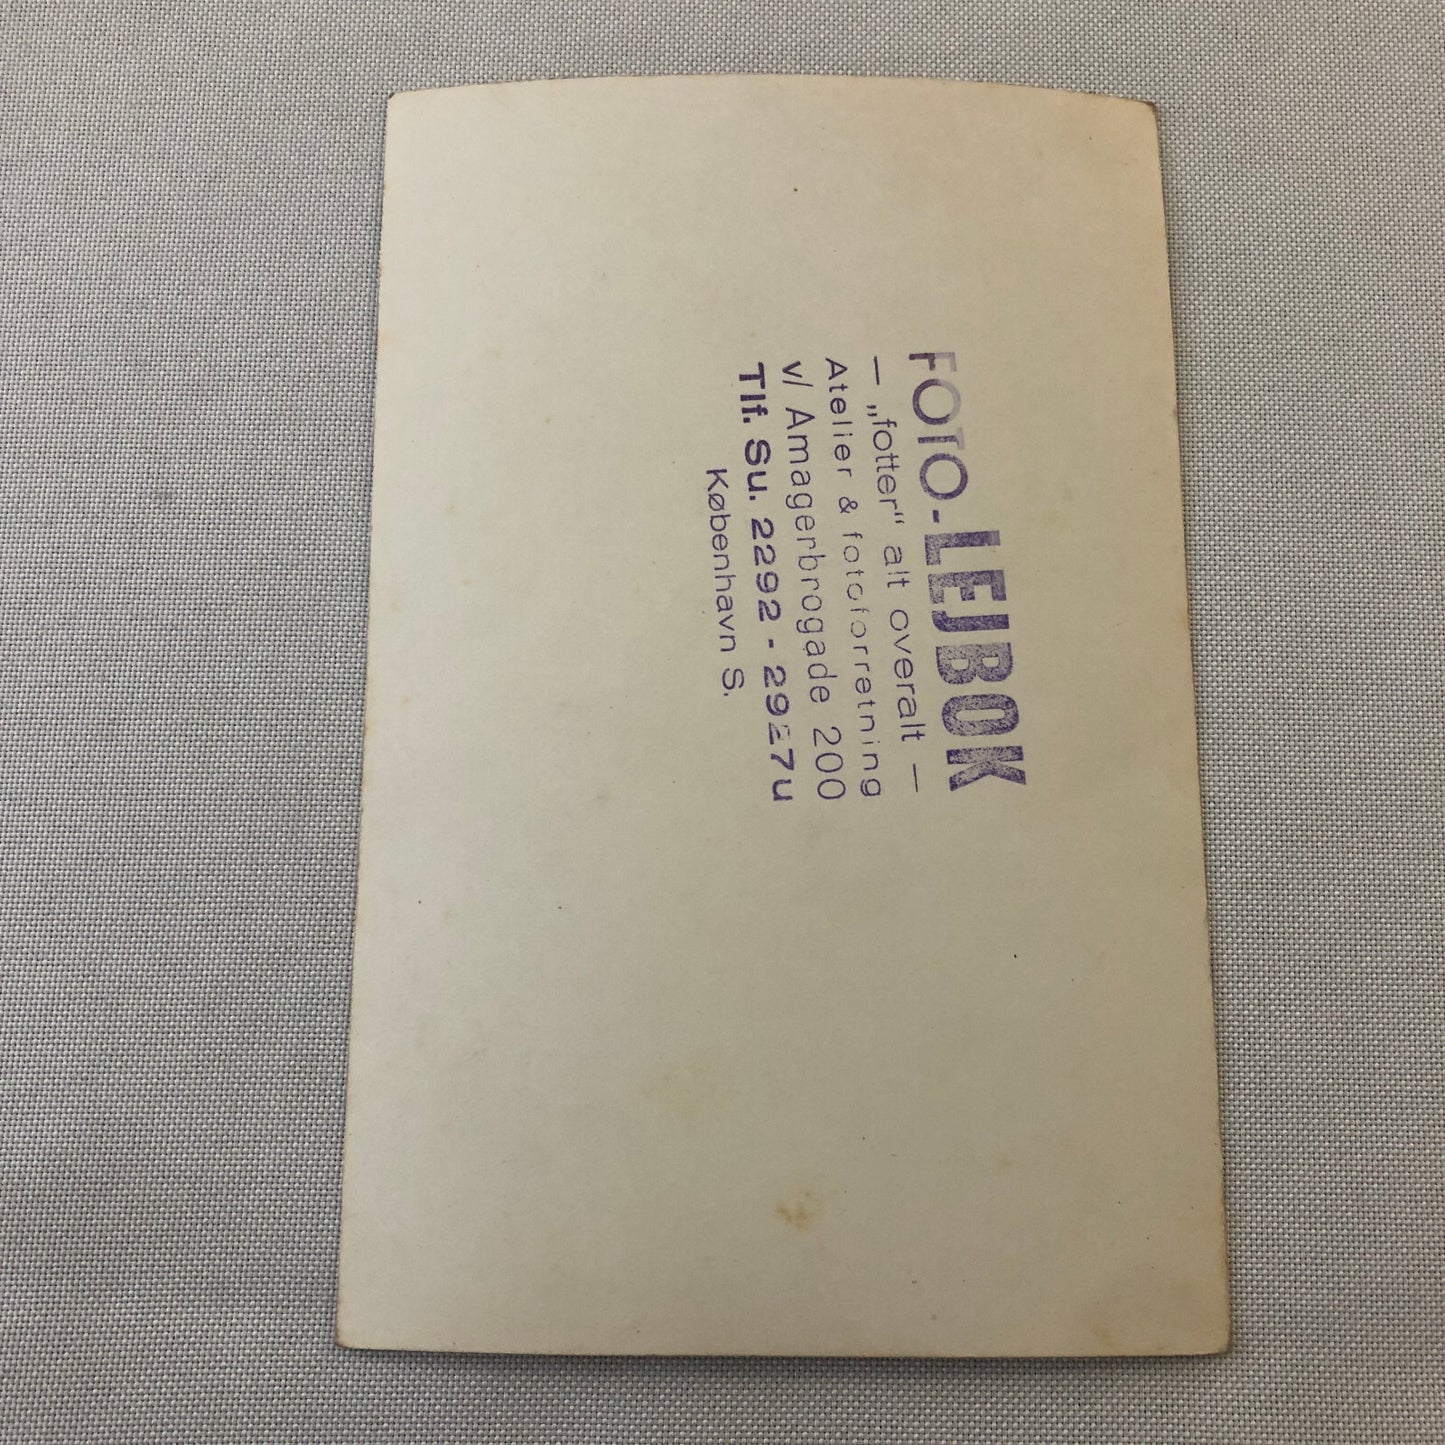 FOTO-LEJBOK
— „fotter“ alt overalt —
Atelier & fotoforretning
v/ Amagerbrogade 200
Tlf. Su. 2292 - 2927u
København S.